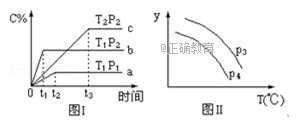 C%
T₂P₂
c
T₁P₂
b
T₁P₁
a
0 t₁ t₂ t₃ 时间
图I
y
@正确教育
p₃
p₄
T(℃)
图II